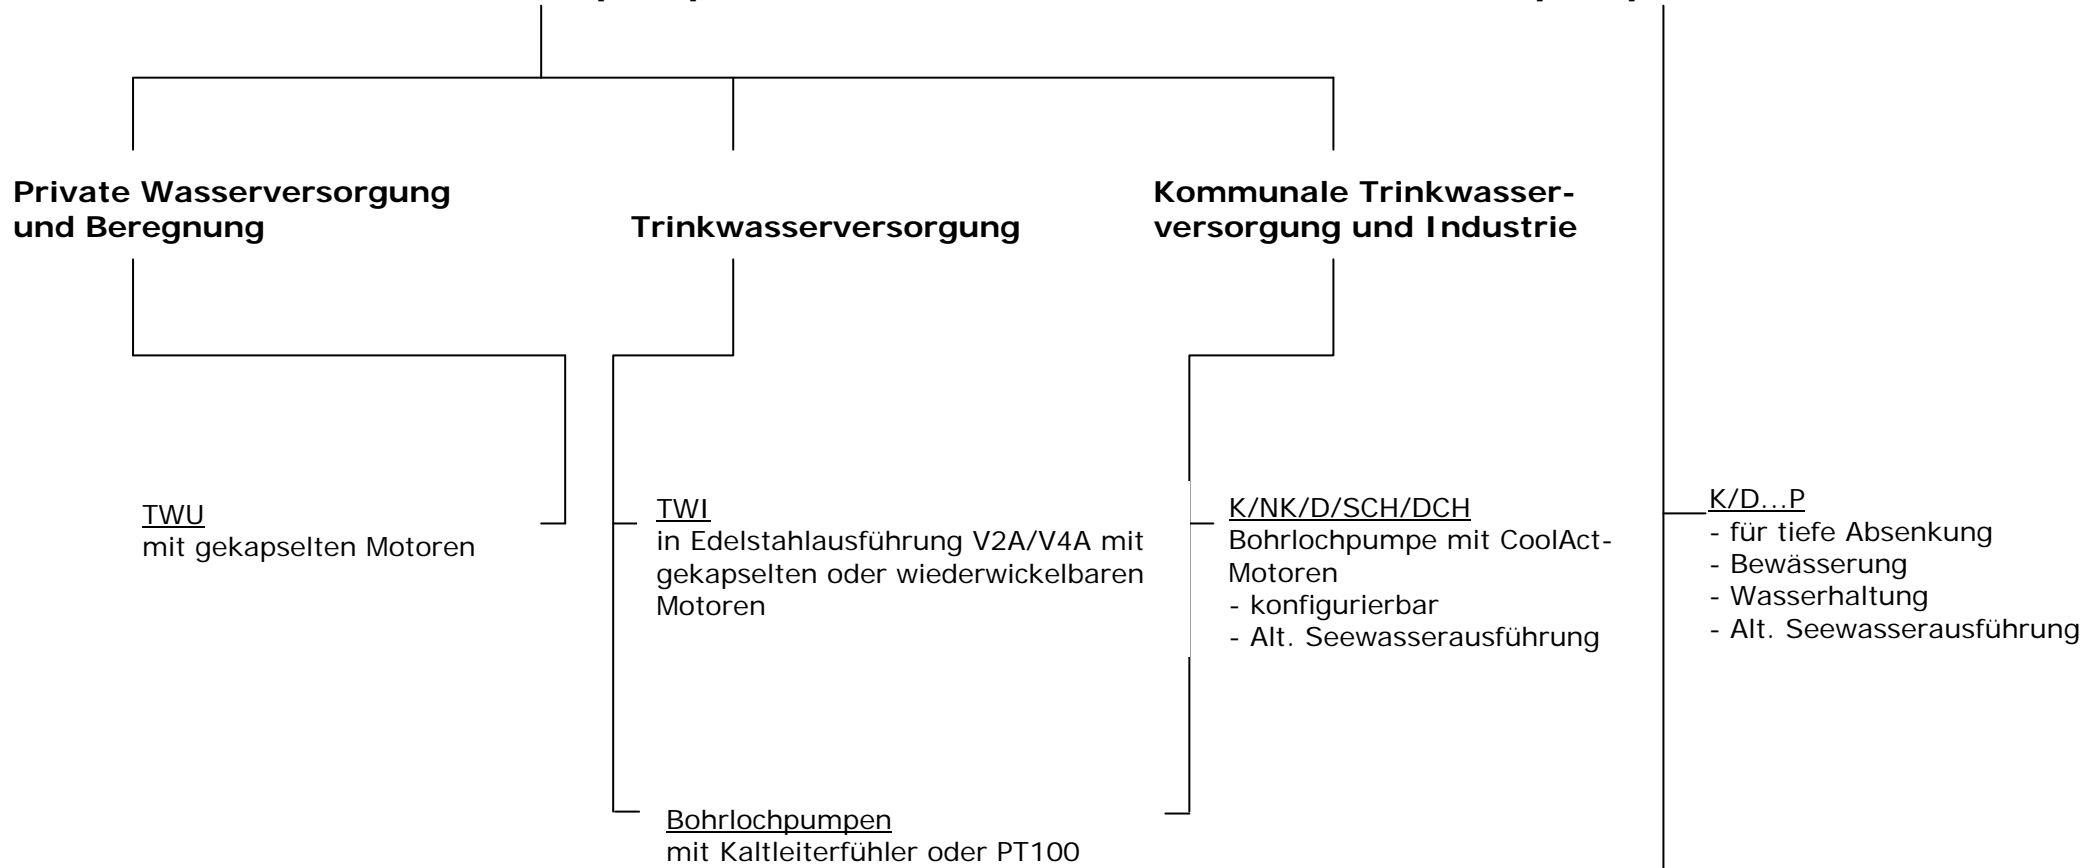 Private Wasserversorgung
und Beregnung
Trinkwasserversorgung
Kommunale Trinkwasser-
versorgung und Industrie
TWU
mit gekapselten Motoren
TWI
in Edelstahlausführung V2A/V4A mit
gekapselten oder wiederwickelbaren
Motoren
K/NK/D/SCH/DCH
Bohrlochpumpe mit CoolAct-
Motoren
- konfigurierbar
- Alt. Seewasserausführung
K/D...P
- für tiefe Absenkung
- Bewässerung
- Wasserhaltung
- Alt. Seewasserausführung
Bohrlochpumpen
mit Kaltleiterfühler oder PT100